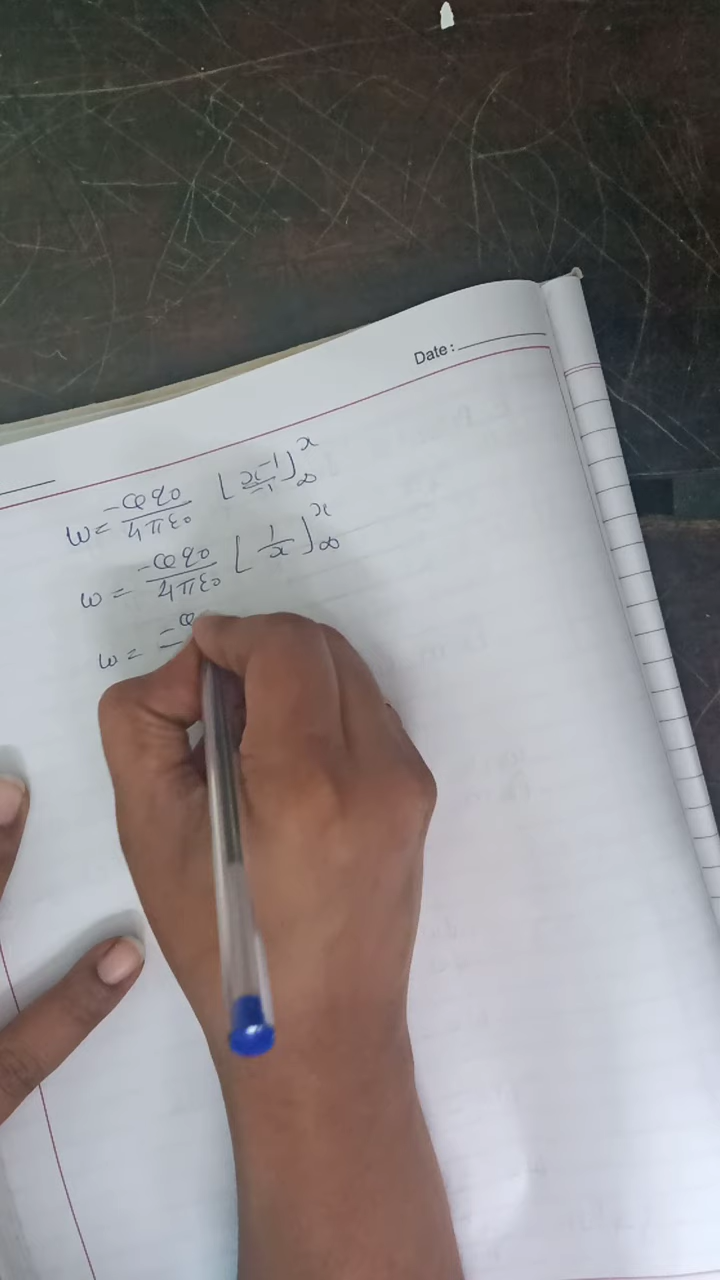 Date:
W = -Qq0/4πε0 [x^-1/-1]^x_∞
W = -Qq0/4πε0 [1/x]^x_∞
W = -Q